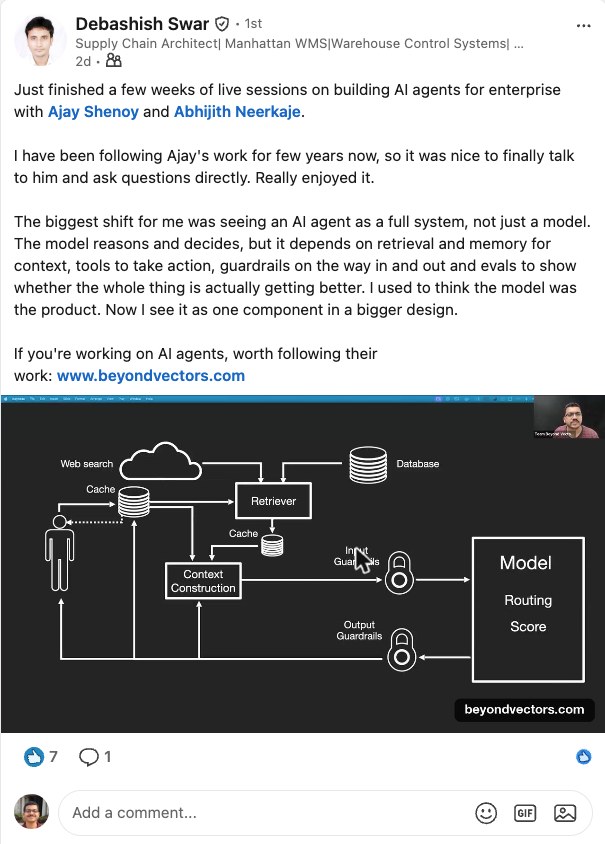 Debashish Swar • 1st
Supply Chain Architect| Manhattan WMS|Warehouse Control Systems| ...
2d •
Just finished a few weeks of live sessions on building AI agents for enterprise
with Ajay Shenoy and Abhijith Neerkaje.
I have been following Ajay's work for few years now, so it was nice to finally talk
to him and ask questions directly. Really enjoyed it.
The biggest shift for me was seeing an AI agent as a full system, not just a model.
The model reasons and decides, but it depends on retrieval and memory for
context, tools to take action, guardrails on the way in and out and evals to show
whether the whole thing is actually getting better. I used to think the model was
the product. Now I see it as one component in a bigger design.
If you're working on AI agents, worth following their
work: www.beyondvectors.com
Web search
Database
Cache
Retriever
Cache
Context
Construction
Model
Routing
Score
Output
Guardrails
beyondvectors.com
7
1
Add a comment...
GIF